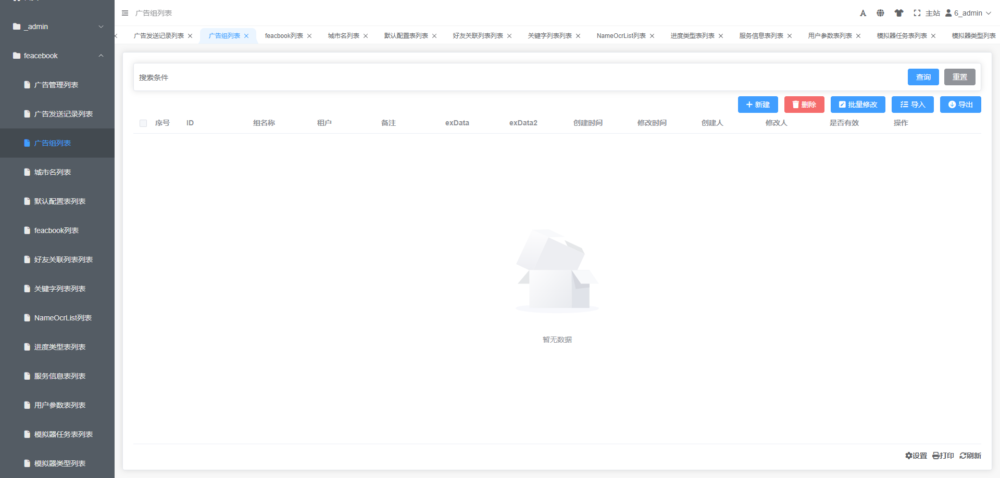 _admin
feacebook
广告管理列表
广告发送记录列表
广告组列表
城市名列表
默认配置表列表
feacbook列表
好友关联列表列表
关键字列表列表
NameOcrList列表
进度类型表列表
服务信息表列表
用户参数表列表
模拟器任务表列表
模拟器类型列表
广告组列表 主站 6_admin
广告发送记录列表 广告组列表 feacbook列表 城市名列表 默认配置表列表 好友关联列表列表 关键字列表列表 NameOcrList列表 进度类型表列表 服务信息表列表 用户参数表列表 模拟器任务表列表 模拟器类型列表
搜索条件 查询 重置
新建 删除 批量修改 导入 导出
序号 ID 组名称 租户 备注 exData exData2 创建时间 修改时间 创建人 修改人 是否有效 操作
暂无数据
设置 打印 刷新